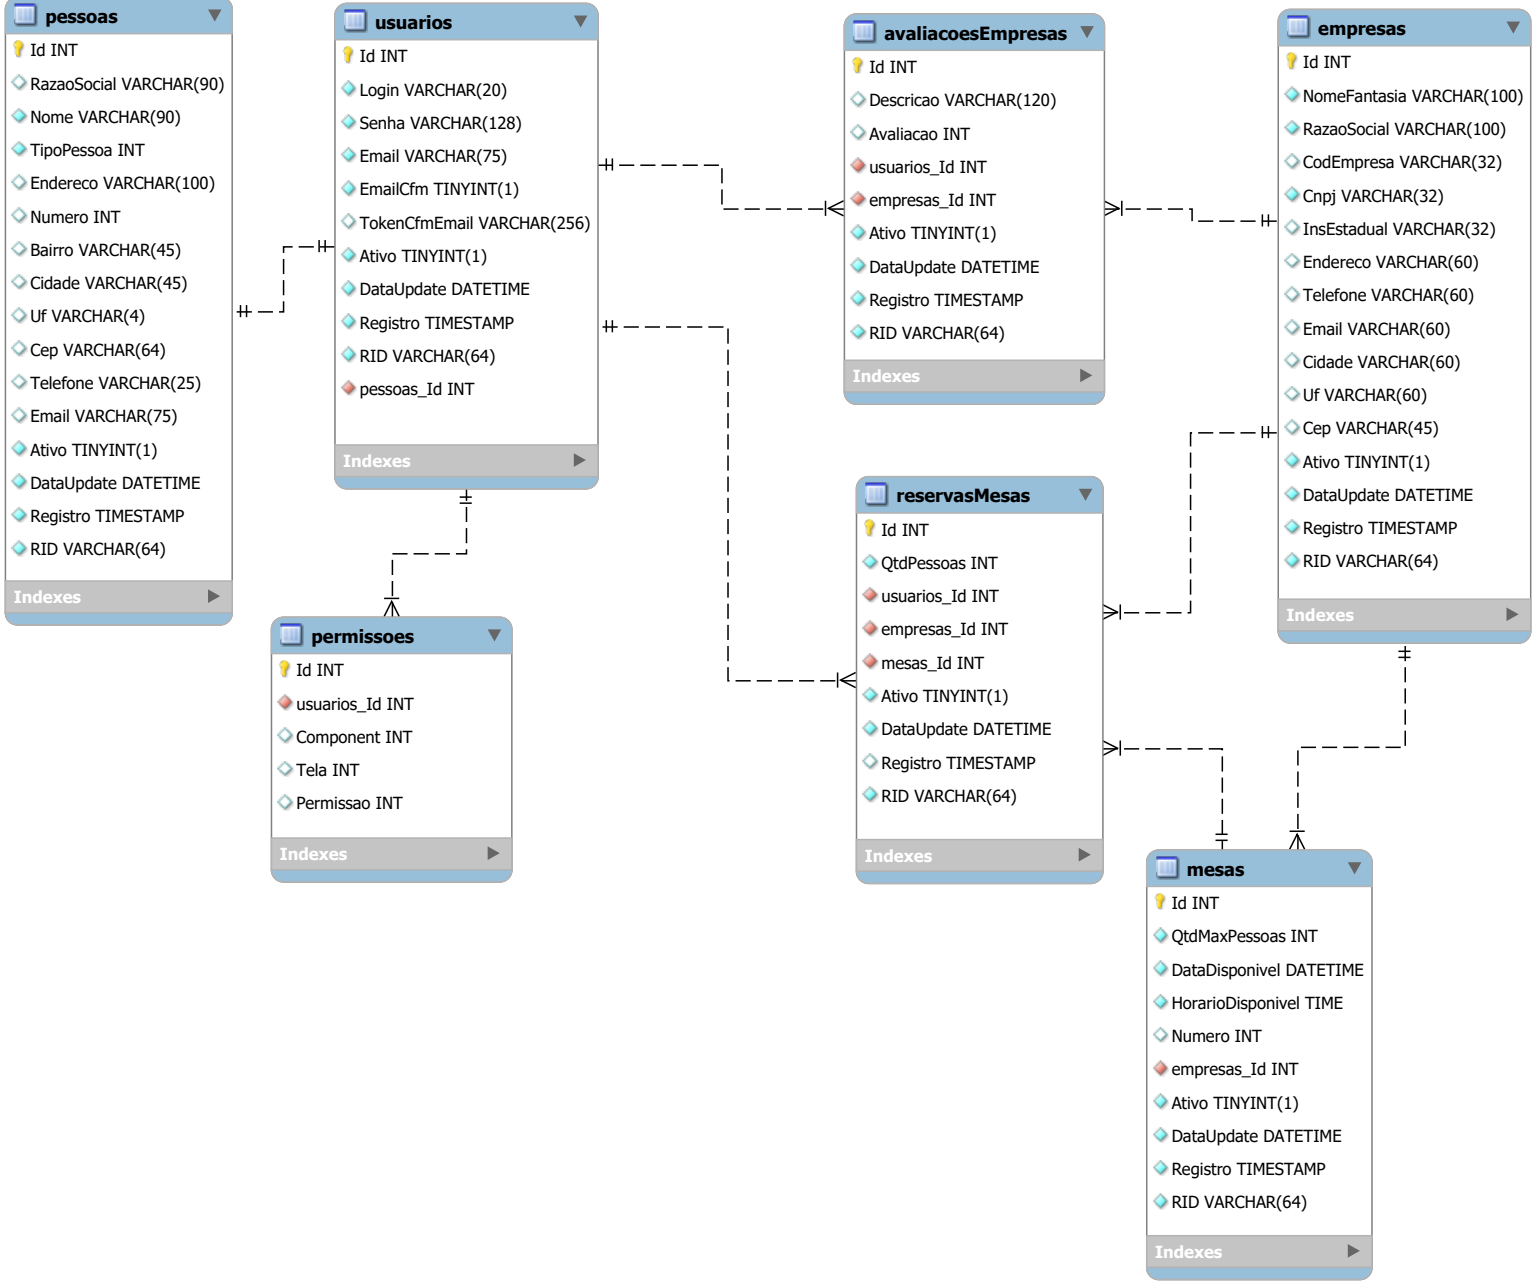 pessoas
Id INT
RazaoSocial VARCHAR(90)
Nome VARCHAR(90)
TipoPessoa INT
Endereco VARCHAR(100)
Numero INT
Bairro VARCHAR(45)
Cidade VARCHAR(45)
Uf VARCHAR(4)
Cep VARCHAR(64)
Telefone VARCHAR(25)
Email VARCHAR(75)
Ativo TINYINT(1)
DataUpdate DATETIME
Registro TIMESTAMP
RID VARCHAR(64)
Indexes
usuarios
Id INT
Login VARCHAR(20)
Senha VARCHAR(128)
Email VARCHAR(75)
EmailCfm TINYINT(1)
TokenCfmEmail VARCHAR(256)
Ativo TINYINT(1)
DataUpdate DATETIME
Registro TIMESTAMP
RID VARCHAR(64)
pessoas_Id INT
Indexes
avaliacoesEmpresas
Id INT
Descricao VARCHAR(120)
Avaliacao INT
usuarios_Id INT
empresas_Id INT
Ativo TINYINT(1)
DataUpdate DATETIME
Registro TIMESTAMP
RID VARCHAR(64)
Indexes
empresas
Id INT
NomeFantasia VARCHAR(100)
RazaoSocial VARCHAR(100)
CodEmpresa VARCHAR(32)
Cnpj VARCHAR(32)
InsEstadual VARCHAR(32)
Endereco VARCHAR(60)
Telefone VARCHAR(60)
Email VARCHAR(60)
Cidade VARCHAR(60)
Uf VARCHAR(60)
Cep VARCHAR(45)
Ativo TINYINT(1)
DataUpdate DATETIME
Registro TIMESTAMP
RID VARCHAR(64)
Indexes
permissoes
Id INT
usuarios_Id INT
Component INT
Tela INT
Permissao INT
Indexes
reservasMesas
Id INT
QtdPessoas INT
usuarios_Id INT
empresas_Id INT
mesas_Id INT
Ativo TINYINT(1)
DataUpdate DATETIME
Registro TIMESTAMP
RID VARCHAR(64)
Indexes
mesas
Id INT
QtdMaxPessoas INT
DataDisponivel DATETIME
HorarioDisponivel TIME
Numero INT
empresas_Id INT
Ativo TINYINT(1)
DataUpdate DATETIME
Registro TIMESTAMP
RID VARCHAR(64)
Indexes